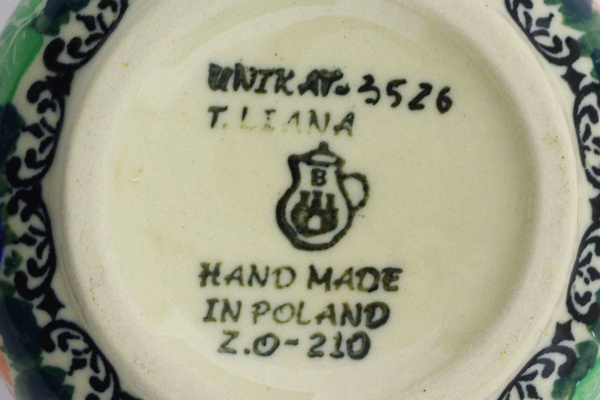 UNIKAT. 3526
T. LIANA
B
HAND MADE
IN POLAND
Z.O-210